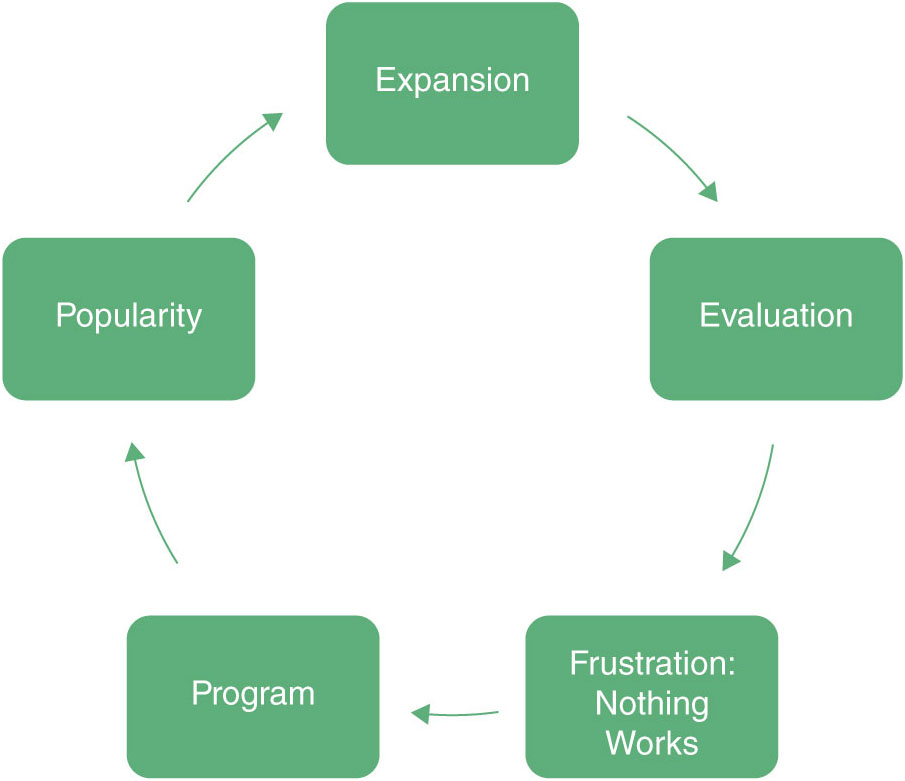 Expansion
Popularity
Evaluation
Program
Frustration:
Nothing
Works